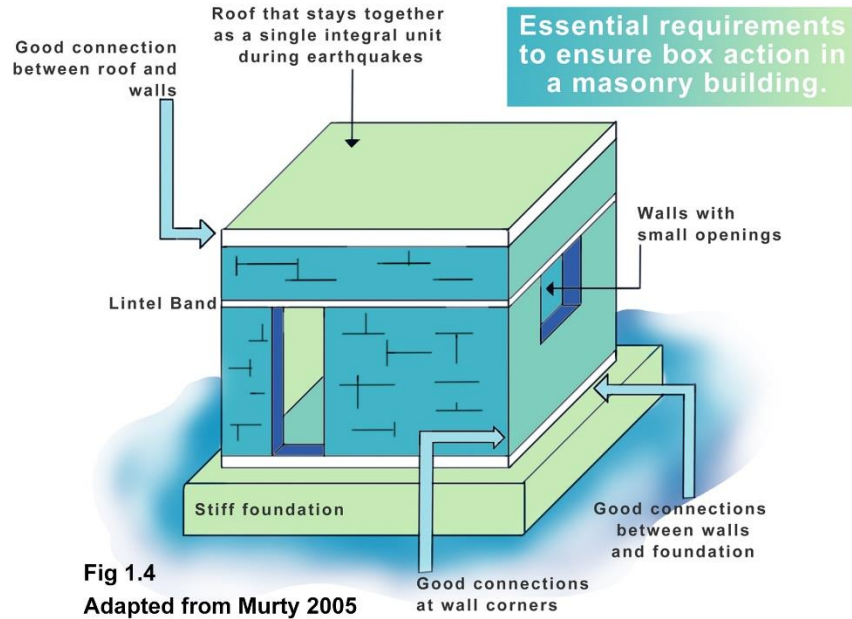 Essential requirements
to ensure box action in
a masonry building.
Roof that stays together
as a single integral unit
during earthquakes
Good connection
between roof and
walls
Walls with
small openings
Lintel Band
Stiff foundation
Good connections
between walls
and foundation
Good connections
at wall corners
Fig 1.4
Adapted from Murty 2005